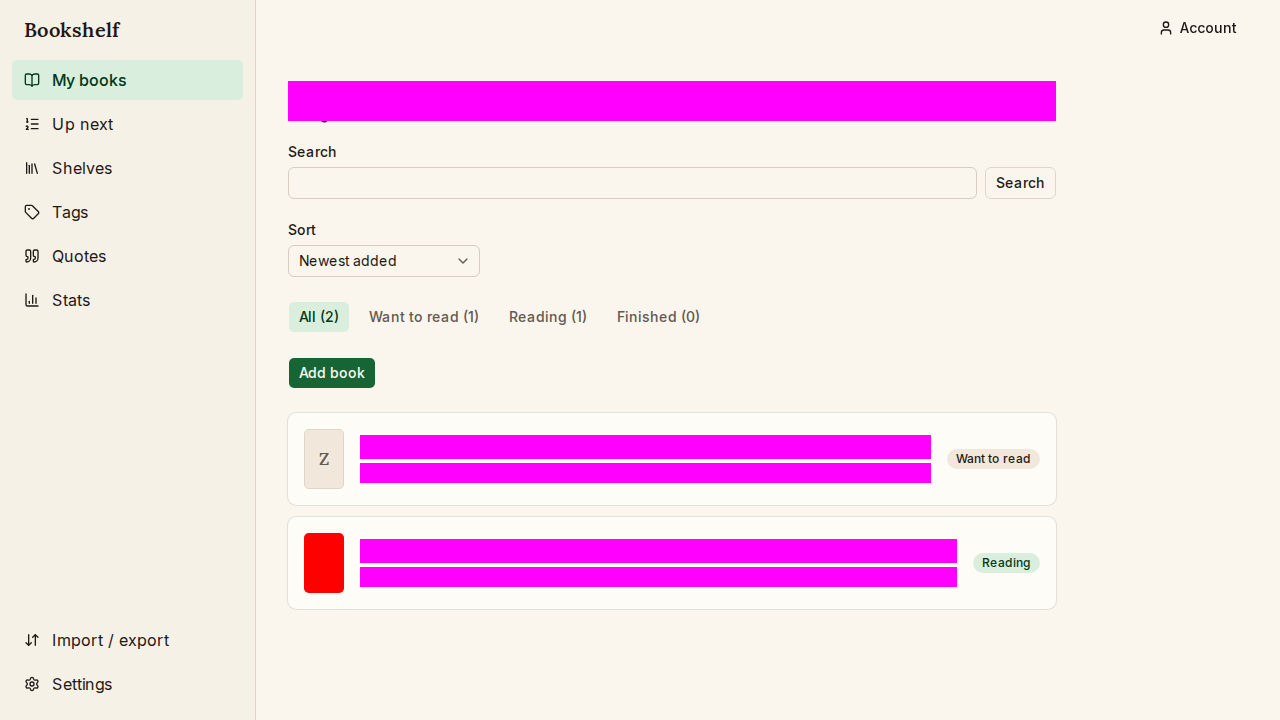 Bookshelf
Account
My books
Up next
Shelves
Tags
Quotes
Stats
Import / export
Settings
Search
Search
Sort
Newest added
All (2)
Want to read (1)
Reading (1)
Finished (0)
Add book
Z
Want to read
Reading